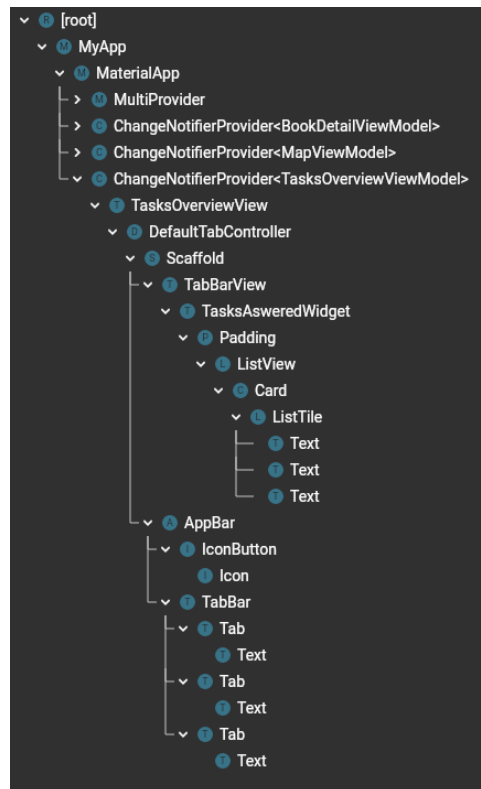 R [root]
M MyApp
M MaterialApp
M MultiProvider
C ChangeNotifierProvider<BookDetailViewModel>
C ChangeNotifierProvider<MapViewModel>
C ChangeNotifierProvider<TasksOverviewViewModel>
T TasksOverviewView
D DefaultTabController
S Scaffold
T TabBarView
T TasksAsweredWidget
P Padding
L ListView
C Card
L ListTile
T Text
T Text
T Text
A AppBar
I IconButton
I Icon
T TabBar
T Tab
T Text
T Tab
T Text
T Tab
T Text